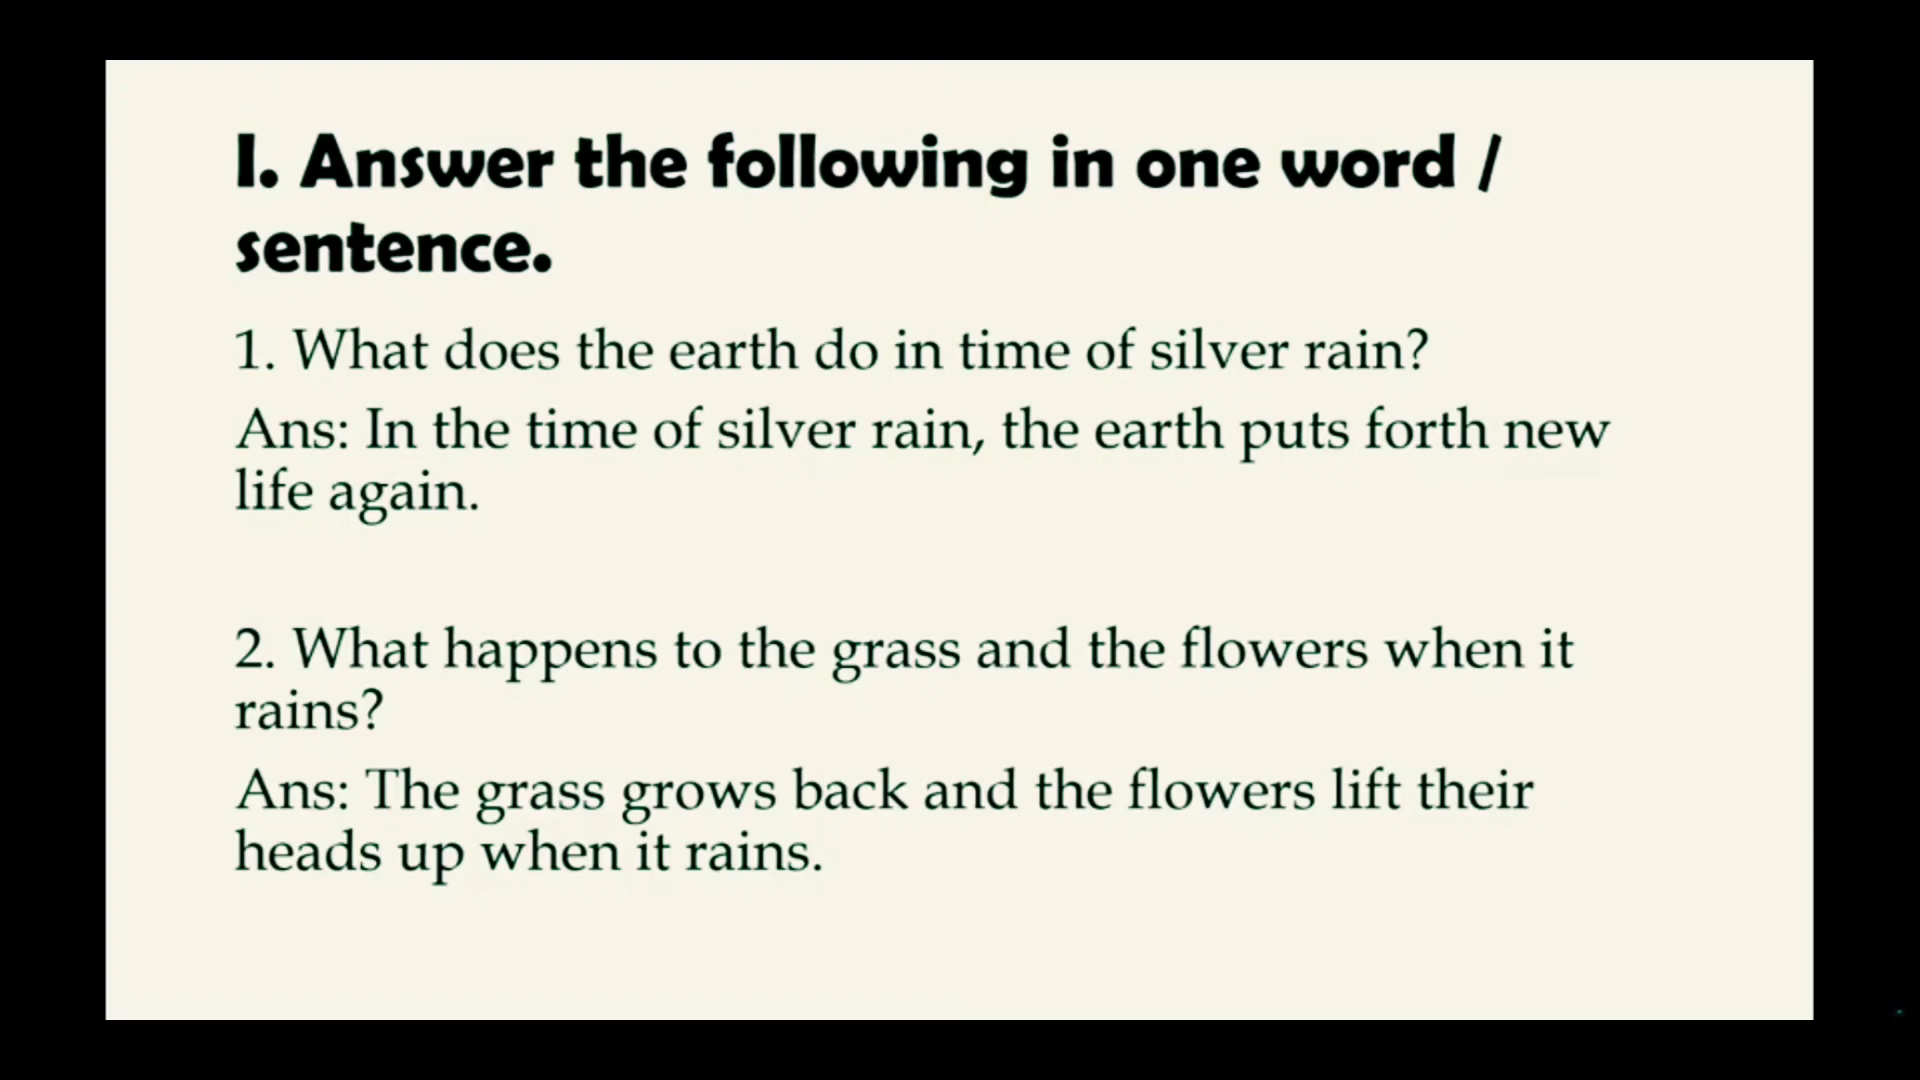 I. Answer the following in one word /
sentence.
1. What does the earth do in time of silver rain?
Ans: In the time of silver rain, the earth puts forth new
life again.
2. What happens to the grass and the flowers when it
rains?
Ans: The grass grows back and the flowers lift their
heads up when it rains.